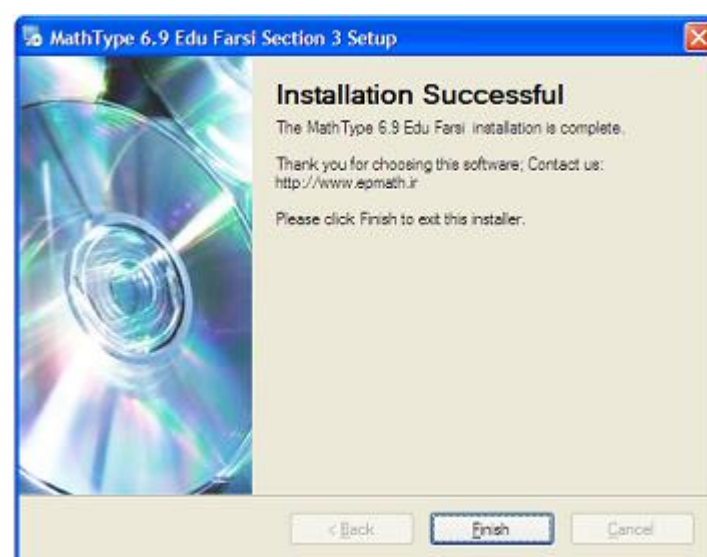 MathType 6.9 Edu Farsi Section 3 Setup
Installation Successful
The MathType 6.9 Edu Farsi installation is complete.
Thank you for choosing this software; Contact us:
http://www.epmath.ir
Please click Finish to exit this installer.
< Back
Finish
Cancel